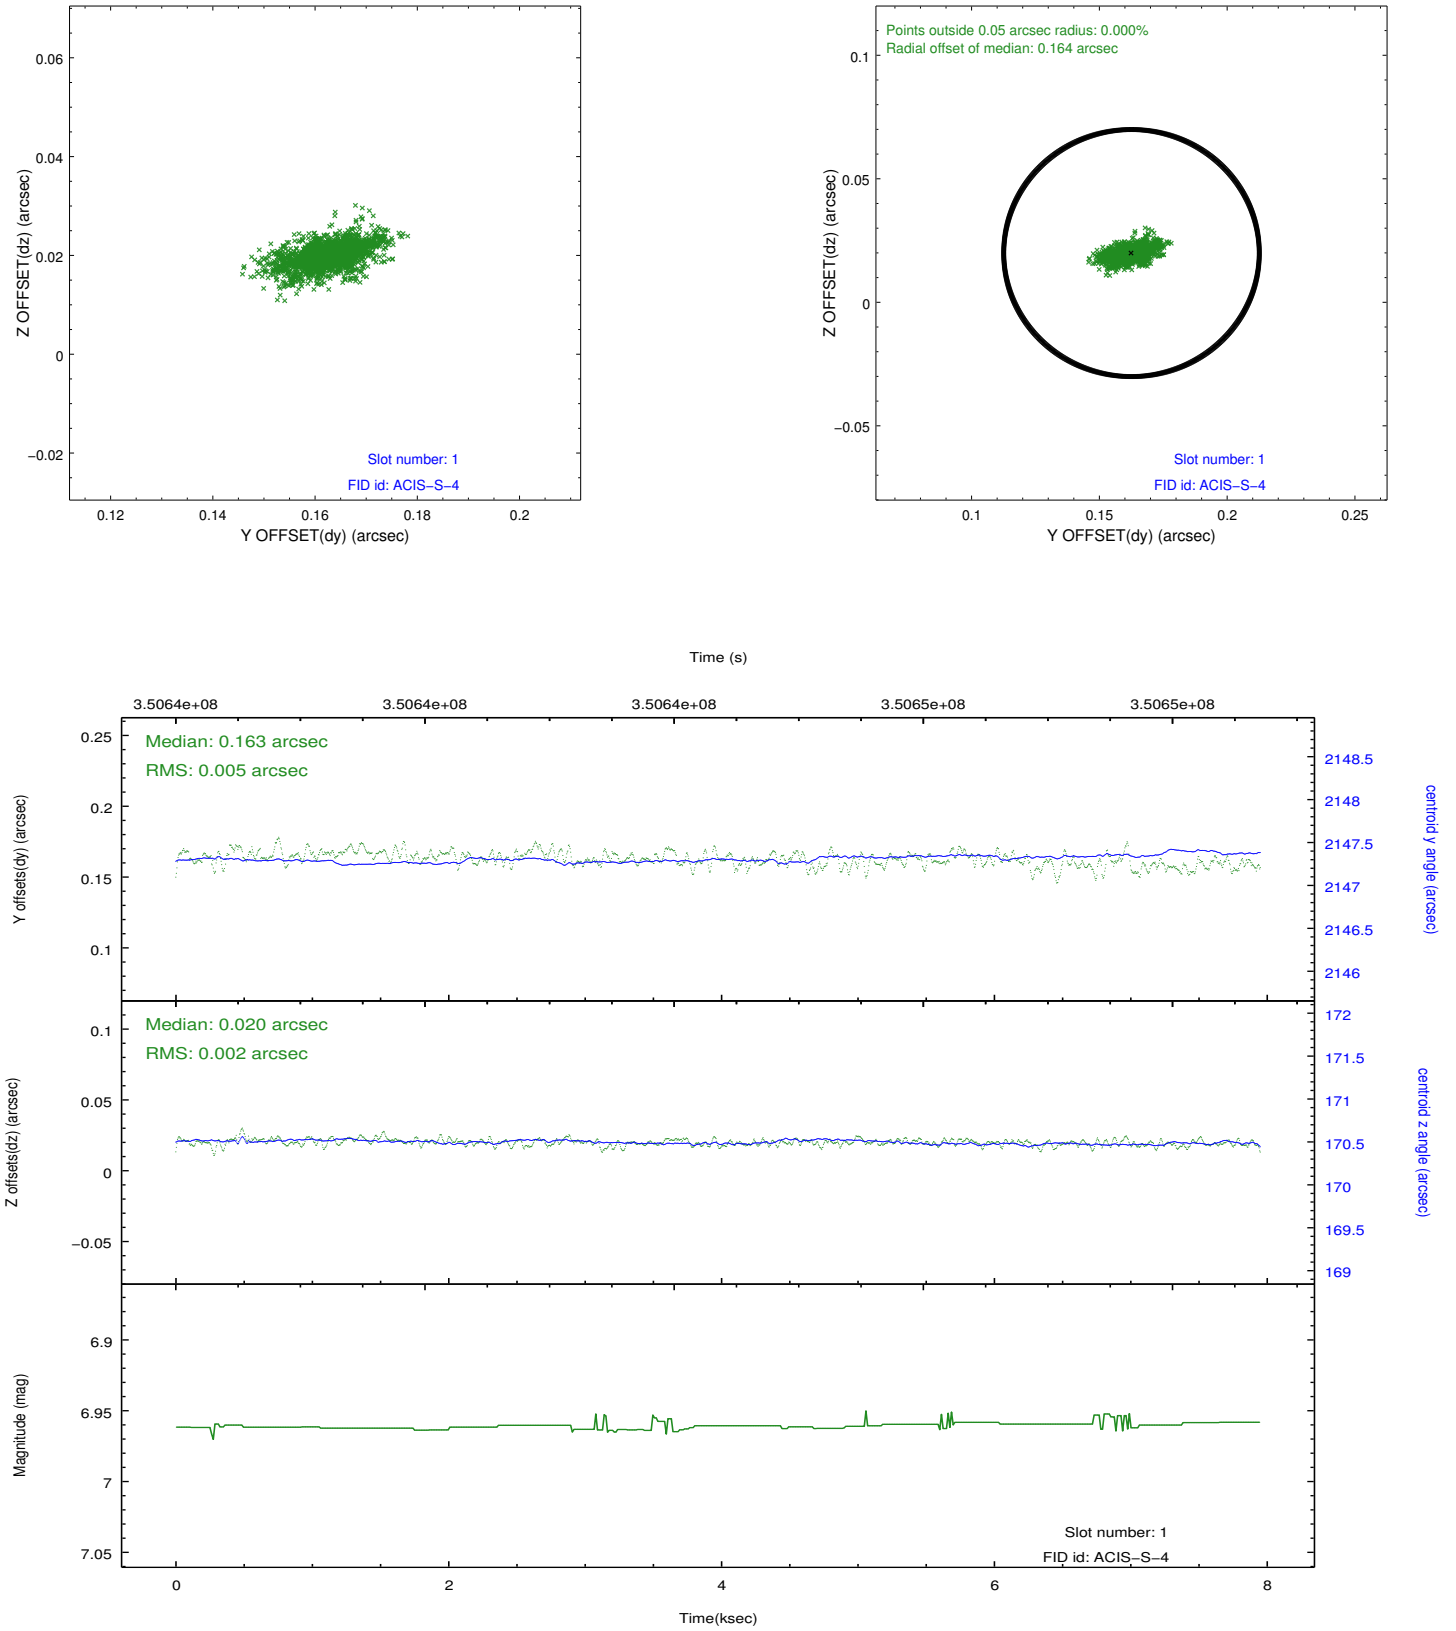 0.06
0.04
0.02
0
−0.02
Z OFFSET(dz) (arcsec)
Slot number: 1
FID id: ACIS−S−4
0.12 0.14 0.16 0.18 0.2
Y OFFSET(dy) (arcsec)
Points outside 0.05 arcsec radius: 0.000%
Radial offset of median: 0.164 arcsec
0.1
0.05
0
−0.05
Z OFFSET(dz) (arcsec)
Slot number: 1
FID id: ACIS−S−4
0.1 0.15 0.2 0.25
Y OFFSET(dy) (arcsec)
Time (s)
3.5064e+08 3.5064e+08 3.5064e+08 3.5065e+08 3.5065e+08
Median: 0.163 arcsec
RMS: 0.005 arcsec
0.25
0.2
0.15
0.1
Y offsets(dy) (arcsec)
2148.5
2148
2147.5
2147
2146.5
2146
centroid y angle (arcsec)
Median: 0.020 arcsec
RMS: 0.002 arcsec
0.1
0.05
0
−0.05
Z offsets(dz) (arcsec)
172
171.5
171
170.5
170
169.5
169
centroid z angle (arcsec)
6.9
6.95
7
7.05
Magnitude (mag)
Slot number: 1
FID id: ACIS−S−4
0 2 4 6 8
Time(ksec)